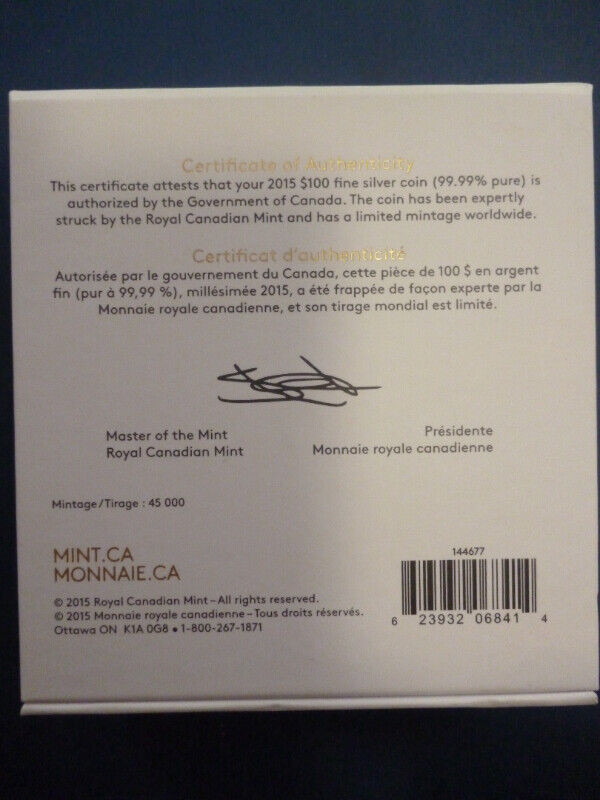 Certificate of Authenticity
This certificate attests that your 2015 $100 fine silver coin (99.99% pure) is
authorized by the Government of Canada. The coin has been expertly
struck by the Royal Canadian Mint and has a limited mintage worldwide.
Certificat d'authenticité
Autorisée par le gouvernement du Canada, cette pièce de 100 $ en argent
fin (pur à 99,99 %), millésimée 2015, a été frappée de façon experte par la
Monnaie royale canadienne, et son tirage mondial est limité.
Master of the Mint
Royal Canadian Mint
Présidente
Monnaie royale canadienne
Mintage/Tirage : 45 000
MINT.CA
MONNAIE.CA
© 2015 Royal Canadian Mint – All rights reserved.
© 2015 Monnaie royale canadienne – Tous droits réservés.
Ottawa ON K1A 0G8 • 1-800-267-1871
144677
6 23932 06841 4